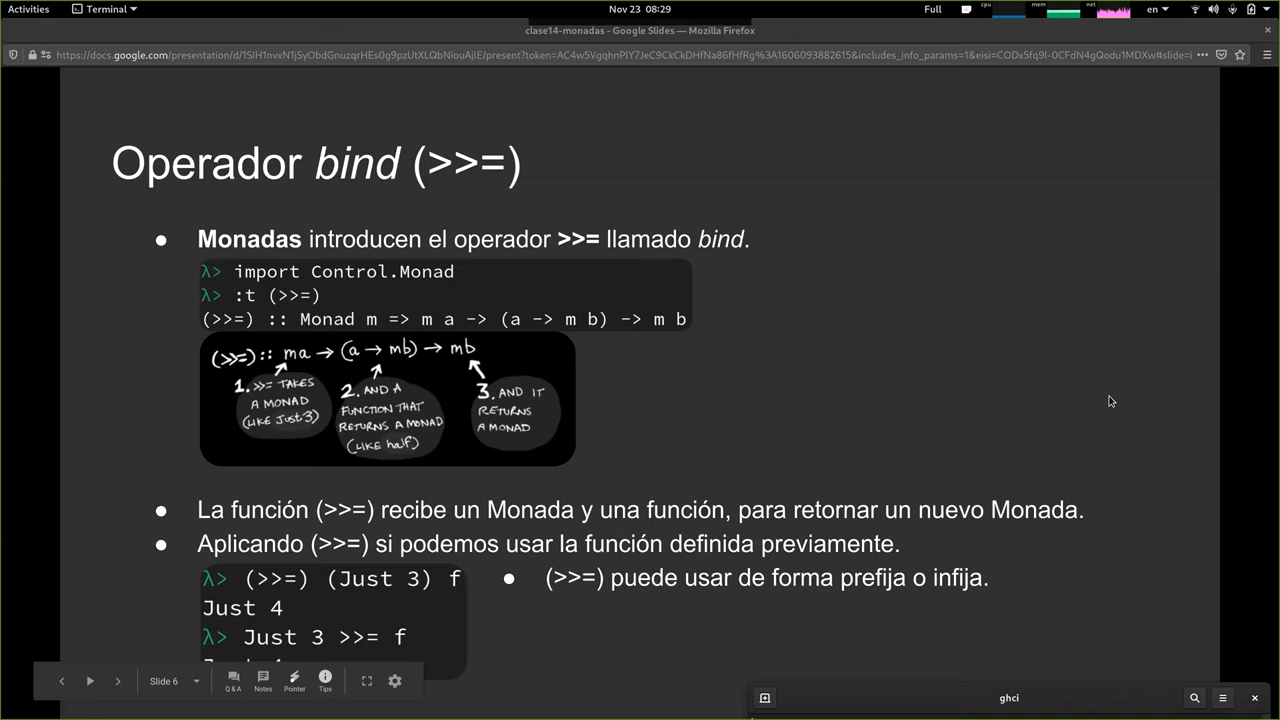 Activities
Terminal
Nov 23 08:29
Full
cpu
mem
net
en
clase14-monadas - Google Slides — Mozilla Firefox
Operador bind (>>=)
● Monadas introducen el operador >>= llamado bind.
λ> import Control.Monad
λ> :t (>>=)
(>>=) :: Monad m => m a -> (a -> m b) -> m b
(>>=) :: ma → (a → mb) → mb
1. >>= TAKES
A MONAD
(LIKE Just 3)
2. AND A
FUNCTION THAT
RETURNS A MONAD
(LIKE half)
3. AND IT
RETURNS
A MONAD
● La función (>>=) recibe un Monada y una función, para retornar un nuevo Monada.
● Aplicando (>>=) si podemos usar la función definida previamente.
λ> (>>=) (Just 3) f
Just 4
λ> Just 3 >>= f
● (>>=) puede usar de forma prefija o infija.
Slide 6
Q & A
Notes
Pointer
Tips
ghci